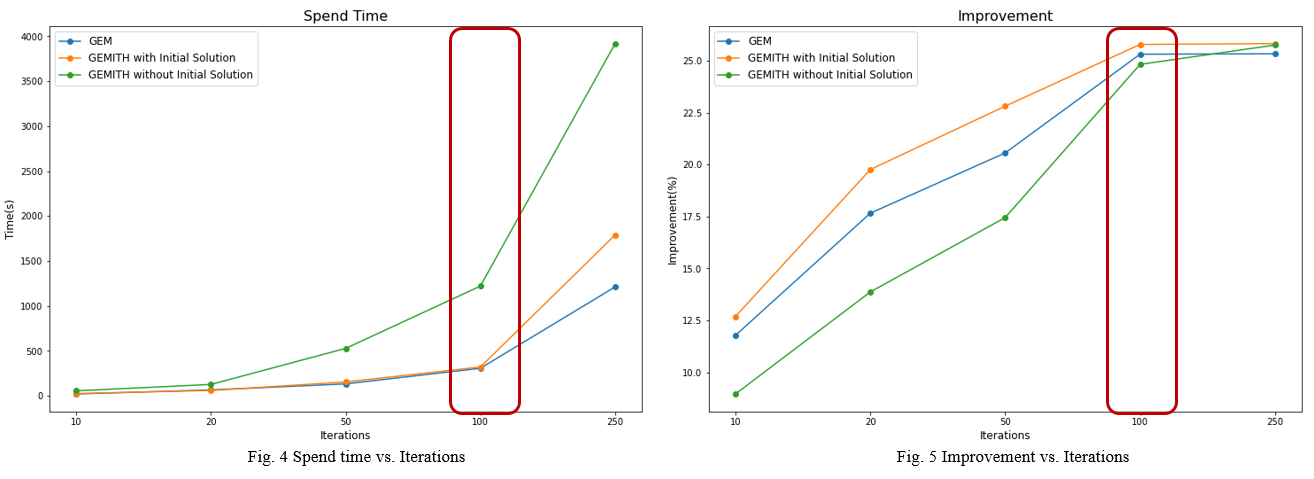 Spend Time
GEM
GEMITH with Initial Solution
GEMITH without Initial Solution
Time(s)
4000
3500
3000
2500
2000
1500
1000
500
0
10 20 50 100 250
Iterations
Fig. 4 Spend time vs. Iterations
Improvement
GEM
GEMITH with Initial Solution
GEMITH without Initial Solution
Improvement(%)
25.0
22.5
20.0
17.5
15.0
12.5
10.0
10 20 50 100 250
Iterations
Fig. 5 Improvement vs. Iterations